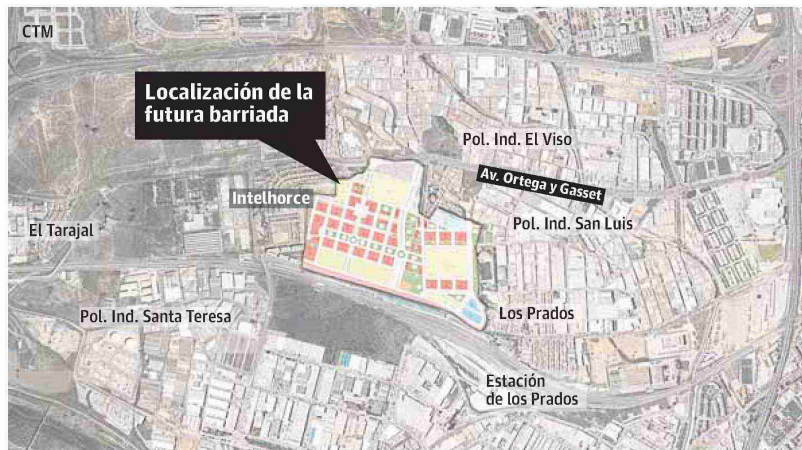 CTM
Localización de la
futura barriada
Pol. Ind. El Viso
Av. Ortega y Gasset
Intelhorce
Pol. Ind. San Luis
El Tarajal
Pol. Ind. Santa Teresa
Los Prados
Estación
de los Prados